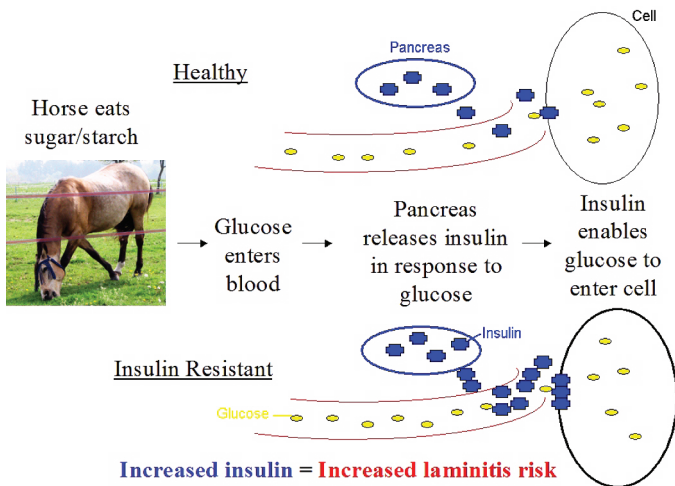 Cell
Pancreas
Healthy
Horse eats
sugar/starch
Glucose
enters
blood
Pancreas
releases insulin
in response to
glucose
Insulin
enables
glucose to
enter cell
Insulin
Insulin Resistant
Glucose
Increased insulin = Increased laminitis risk